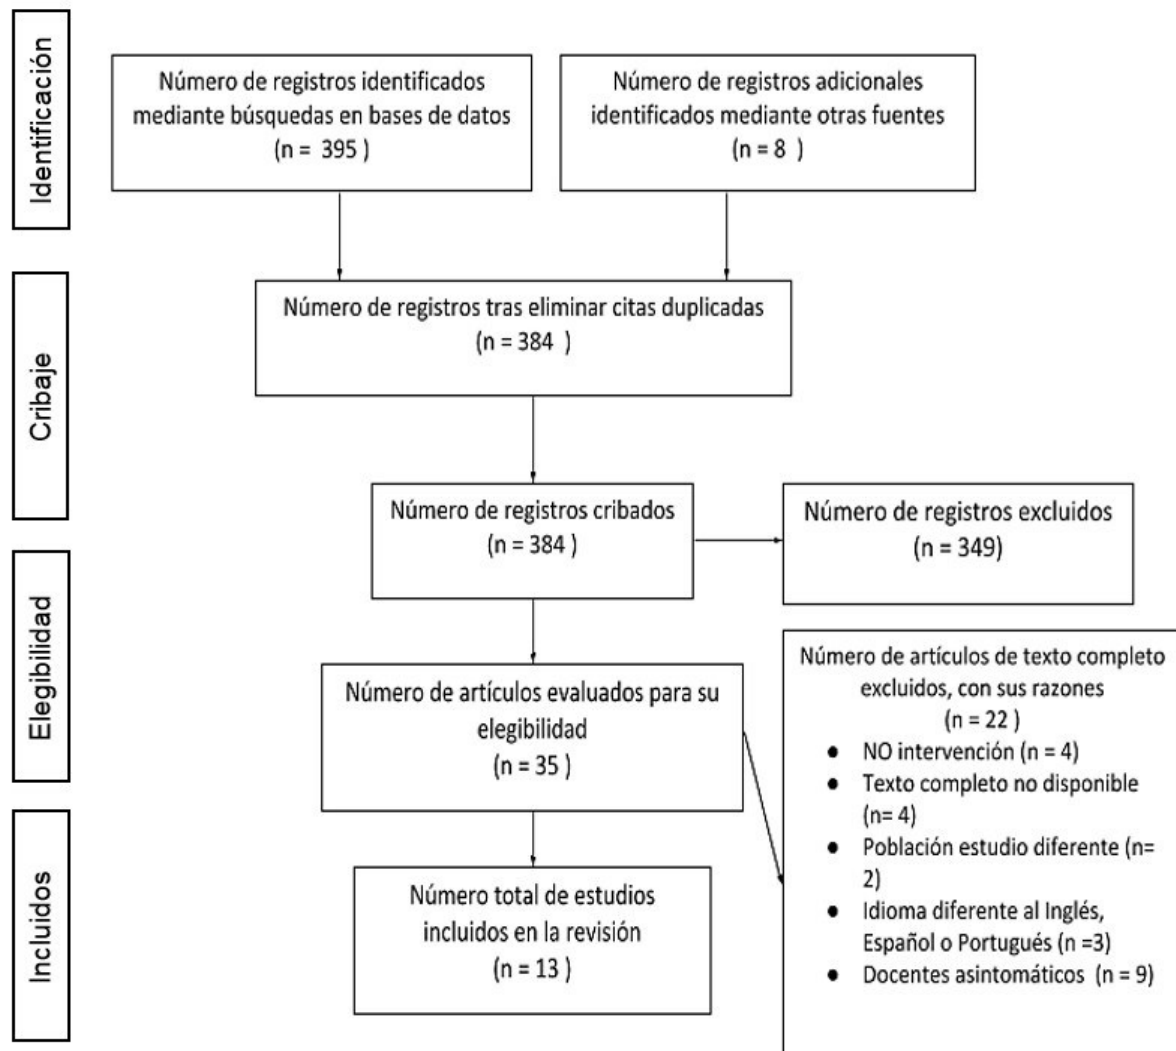 Identificación
Número de registros identificados
mediante búsquedas en bases de datos
(n = 395 )
Número de registros adicionales
identificados mediante otras fuentes
(n = 8 )
Cribaje
Número de registros tras eliminar citas duplicadas
(n = 384 )
Número de registros cribados
(n = 384 )
Número de registros excluidos
(n = 349)
Elegibilidad
Número de artículos evaluados para su
elegibilidad
(n = 35 )
Número de artículos de texto completo
excluidos, con sus razones
(n = 22 )
● NO intervención (n = 4)
● Texto completo no disponible
(n= 4)
● Población estudio diferente (n=
2)
● Idioma diferente al Inglés,
Español o Portugués (n =3)
● Docentes asintomáticos (n = 9)
Incluidos
Número total de estudios
incluidos en la revisión
(n = 13 )